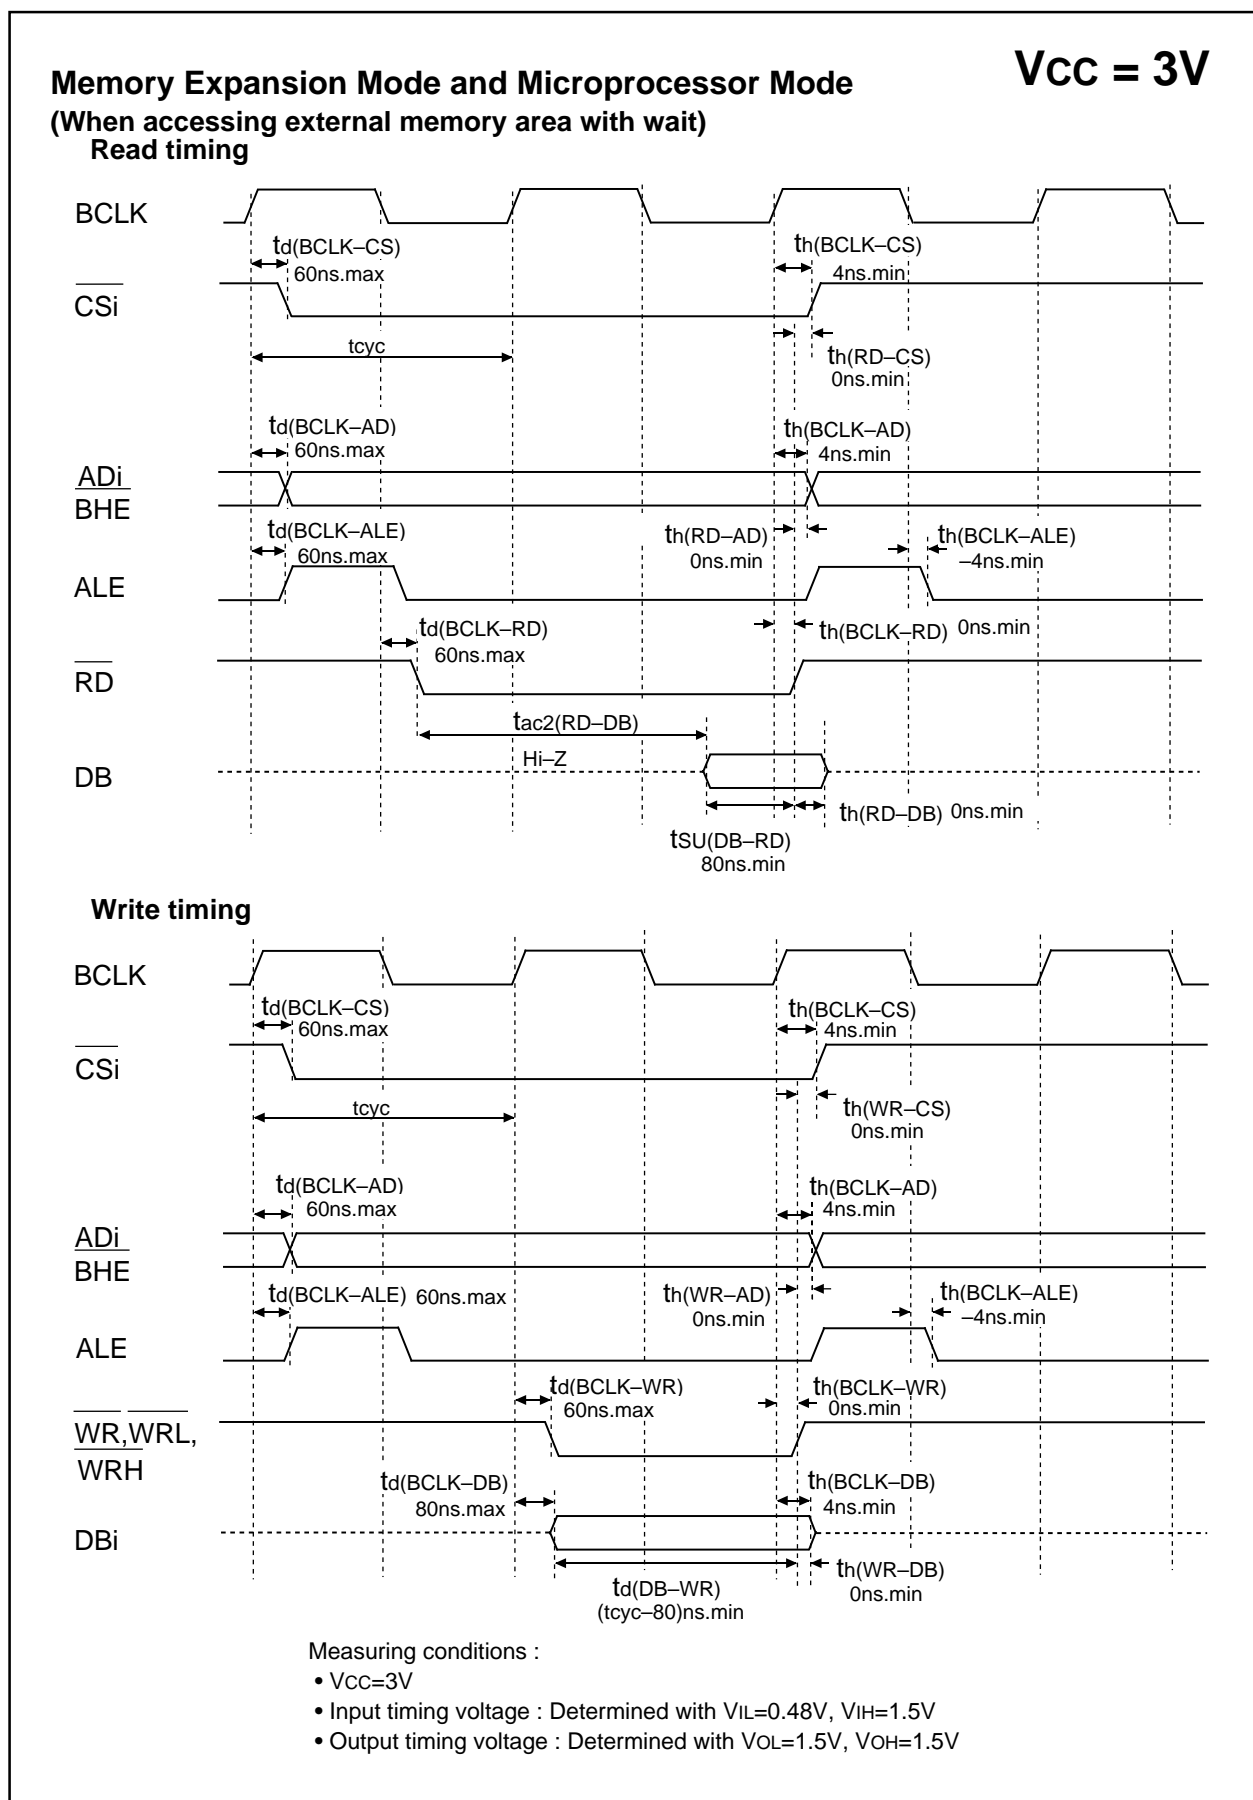 VCC = 3V
Memory Expansion Mode and Microprocessor Mode
(When accessing external memory area with wait)
Read timing
BCLK
td(BCLK–CS)
60ns.max
th(BCLK–CS)
4ns.min
CSi
tcyc
th(RD–CS)
0ns.min
td(BCLK–AD)
60ns.max
th(BCLK–AD)
4ns.min
ADi
BHE
td(BCLK–ALE)
60ns.max
th(RD–AD)
0ns.min
th(BCLK–ALE)
–4ns.min
ALE
td(BCLK–RD)
60ns.max
th(BCLK–RD) 0ns.min
RD
tac2(RD–DB)
Hi–Z
DB
th(RD–DB) 0ns.min
tSU(DB–RD)
80ns.min
Write timing
BCLK
td(BCLK–CS)
60ns.max
th(BCLK–CS)
4ns.min
CSi
tcyc
th(WR–CS)
0ns.min
td(BCLK–AD)
60ns.max
th(BCLK–AD)
4ns.min
ADi
BHE
td(BCLK–ALE) 60ns.max
th(WR–AD)
0ns.min
th(BCLK–ALE)
–4ns.min
ALE
td(BCLK–WR)
60ns.max
th(BCLK–WR)
0ns.min
WR,WRL,
WRH
td(BCLK–DB)
80ns.max
th(BCLK–DB)
4ns.min
DBi
td(DB–WR)
(tcyc–80)ns.min
th(WR–DB)
0ns.min
Measuring conditions :
• VCC=3V
• Input timing voltage : Determined with VIL=0.48V, VIH=1.5V
• Output timing voltage : Determined with VOL=1.5V, VOH=1.5V